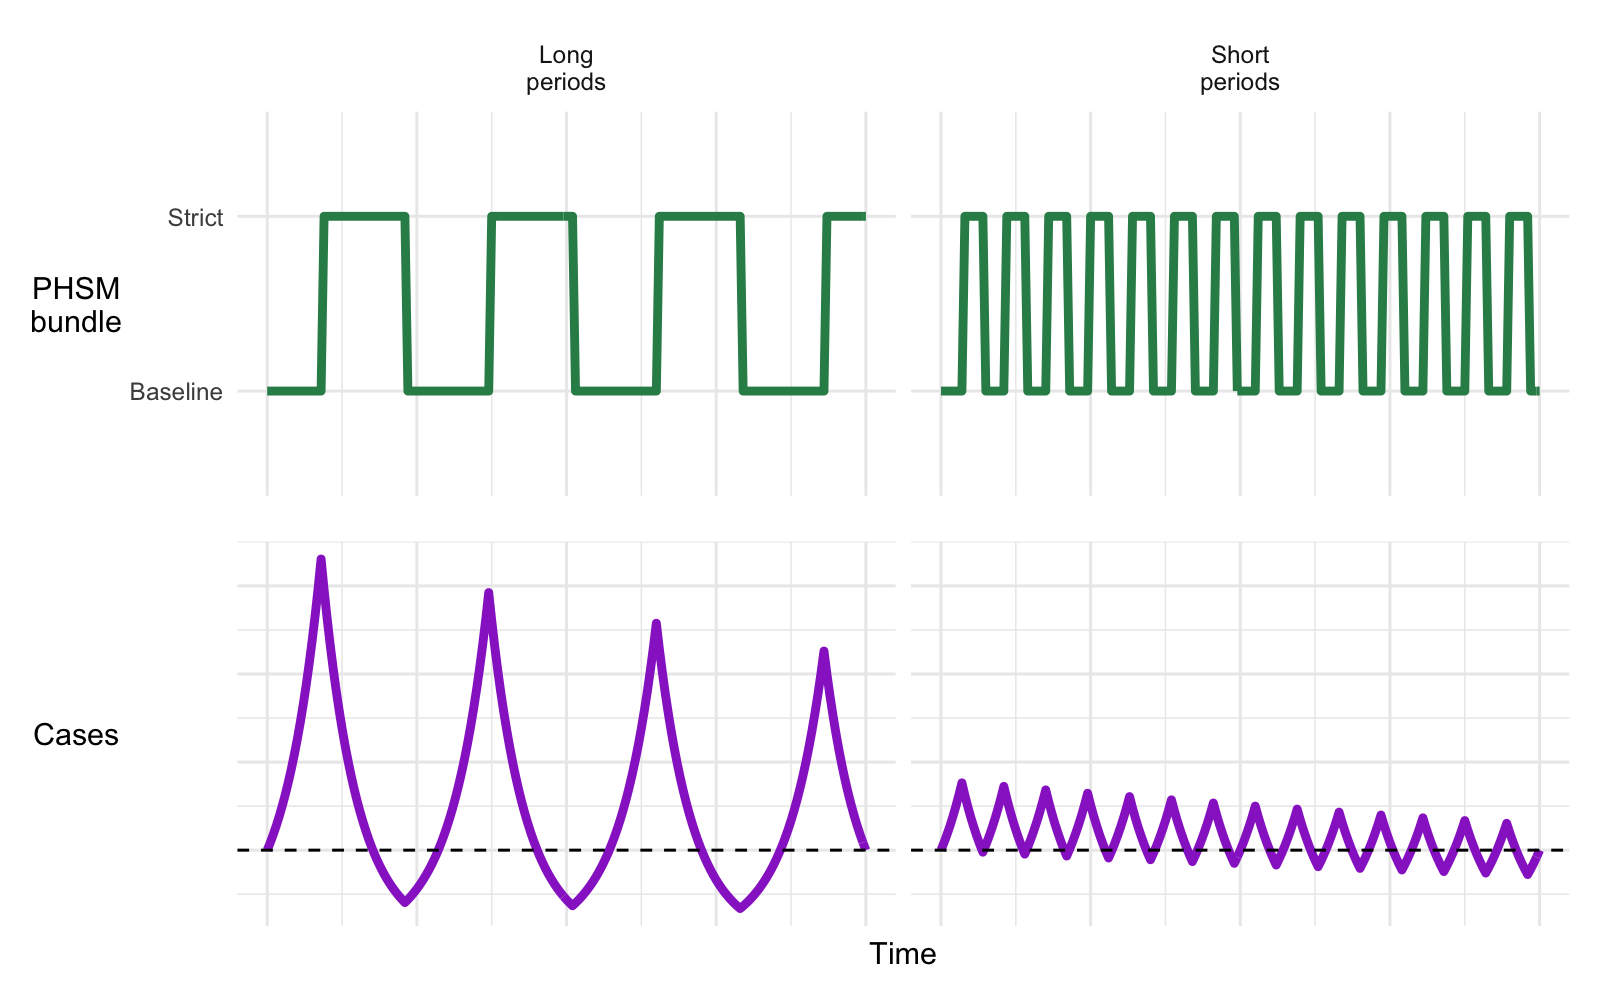 Long
periods
Short
periods
Strict
PHSM
bundle
Baseline
Cases
Time